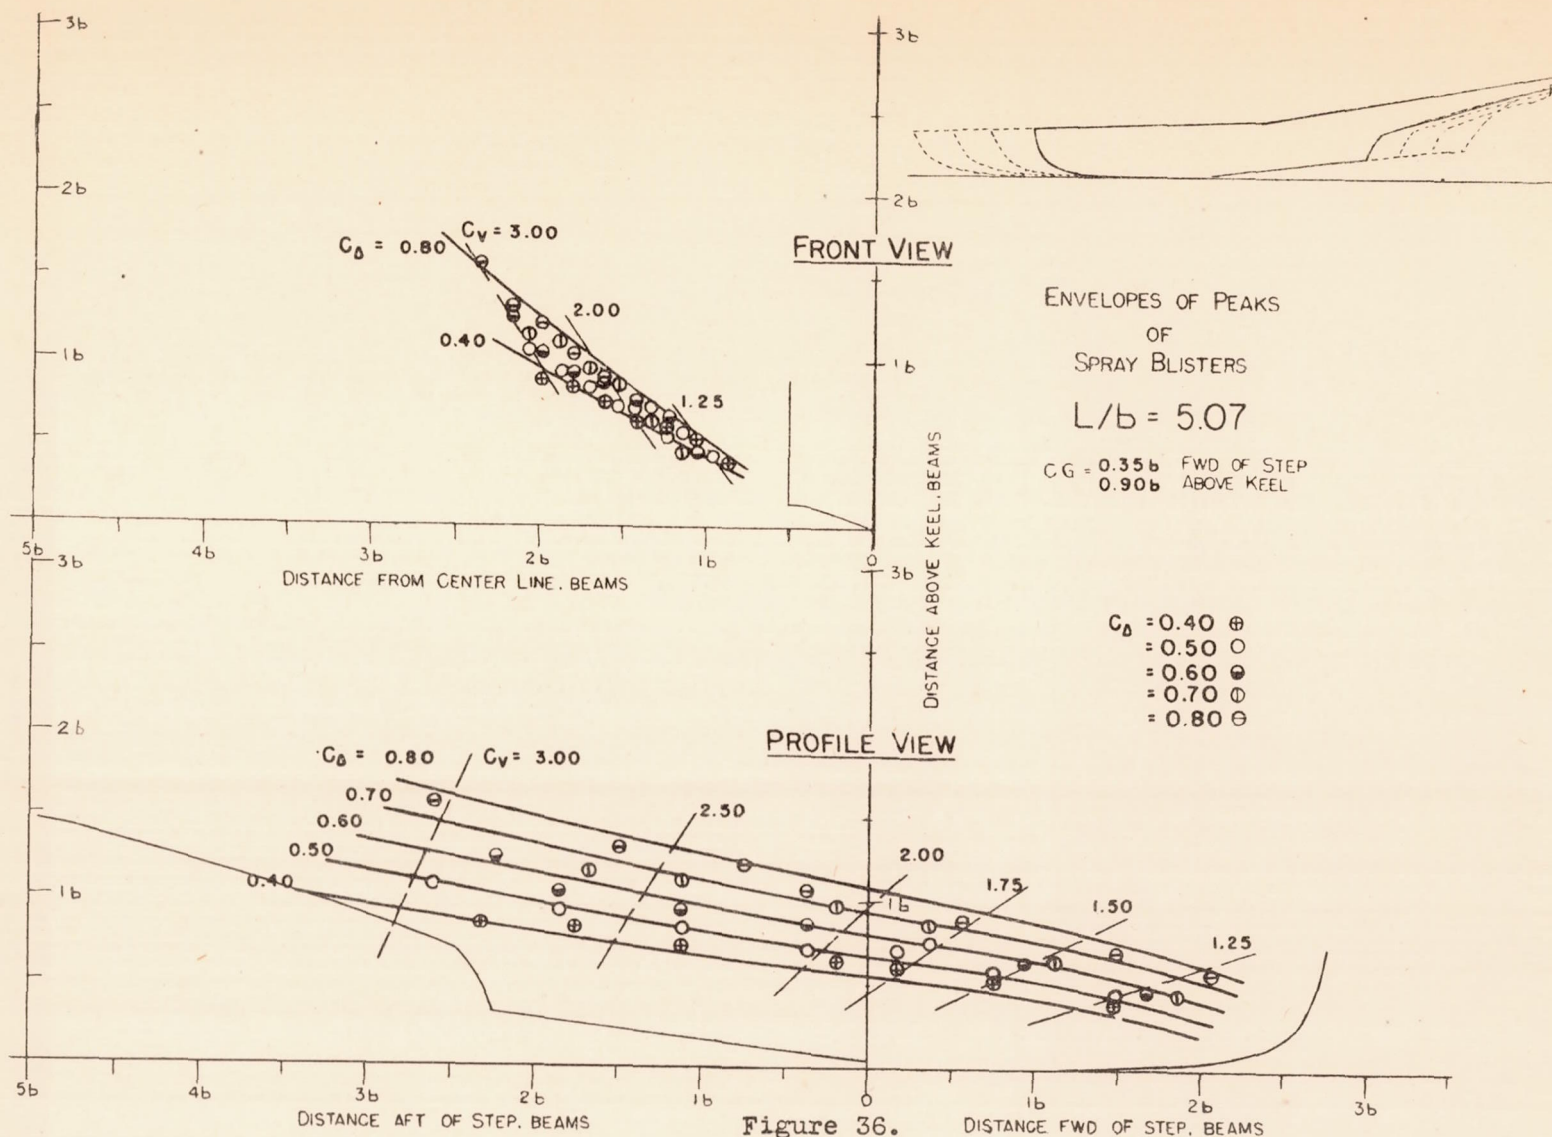 3b
2b
1b
C_Δ = 0.80
C_V = 3.00
2.00
0.40
1.25
5b 4b 3b 2b 1b 0
DISTANCE FROM CENTER LINE. BEAMS
3b
2b
1b
FRONT VIEW
ENVELOPES OF PEAKS
OF
SPRAY BLISTERS
L/b = 5.07
CG = 0.35b FWD OF STEP
0.90b ABOVE KEEL
DISTANCE ABOVE KEEL. BEAMS
C_Δ = 0.40 ⊕
= 0.50 ○
= 0.60 ◒
= 0.70 ⦶
= 0.80 ⊖
3b
2b
1b
3b
PROFILE VIEW
C_Δ = 0.80
C_V = 3.00
0.70
2.50
0.60
0.50
2.00
0.40
1b
1.75
1.50
1.25
5b 4b 3b 2b 1b 0 1b 2b 3b
DISTANCE AFT OF STEP. BEAMS
Figure 36.
DISTANCE FWD OF STEP. BEAMS